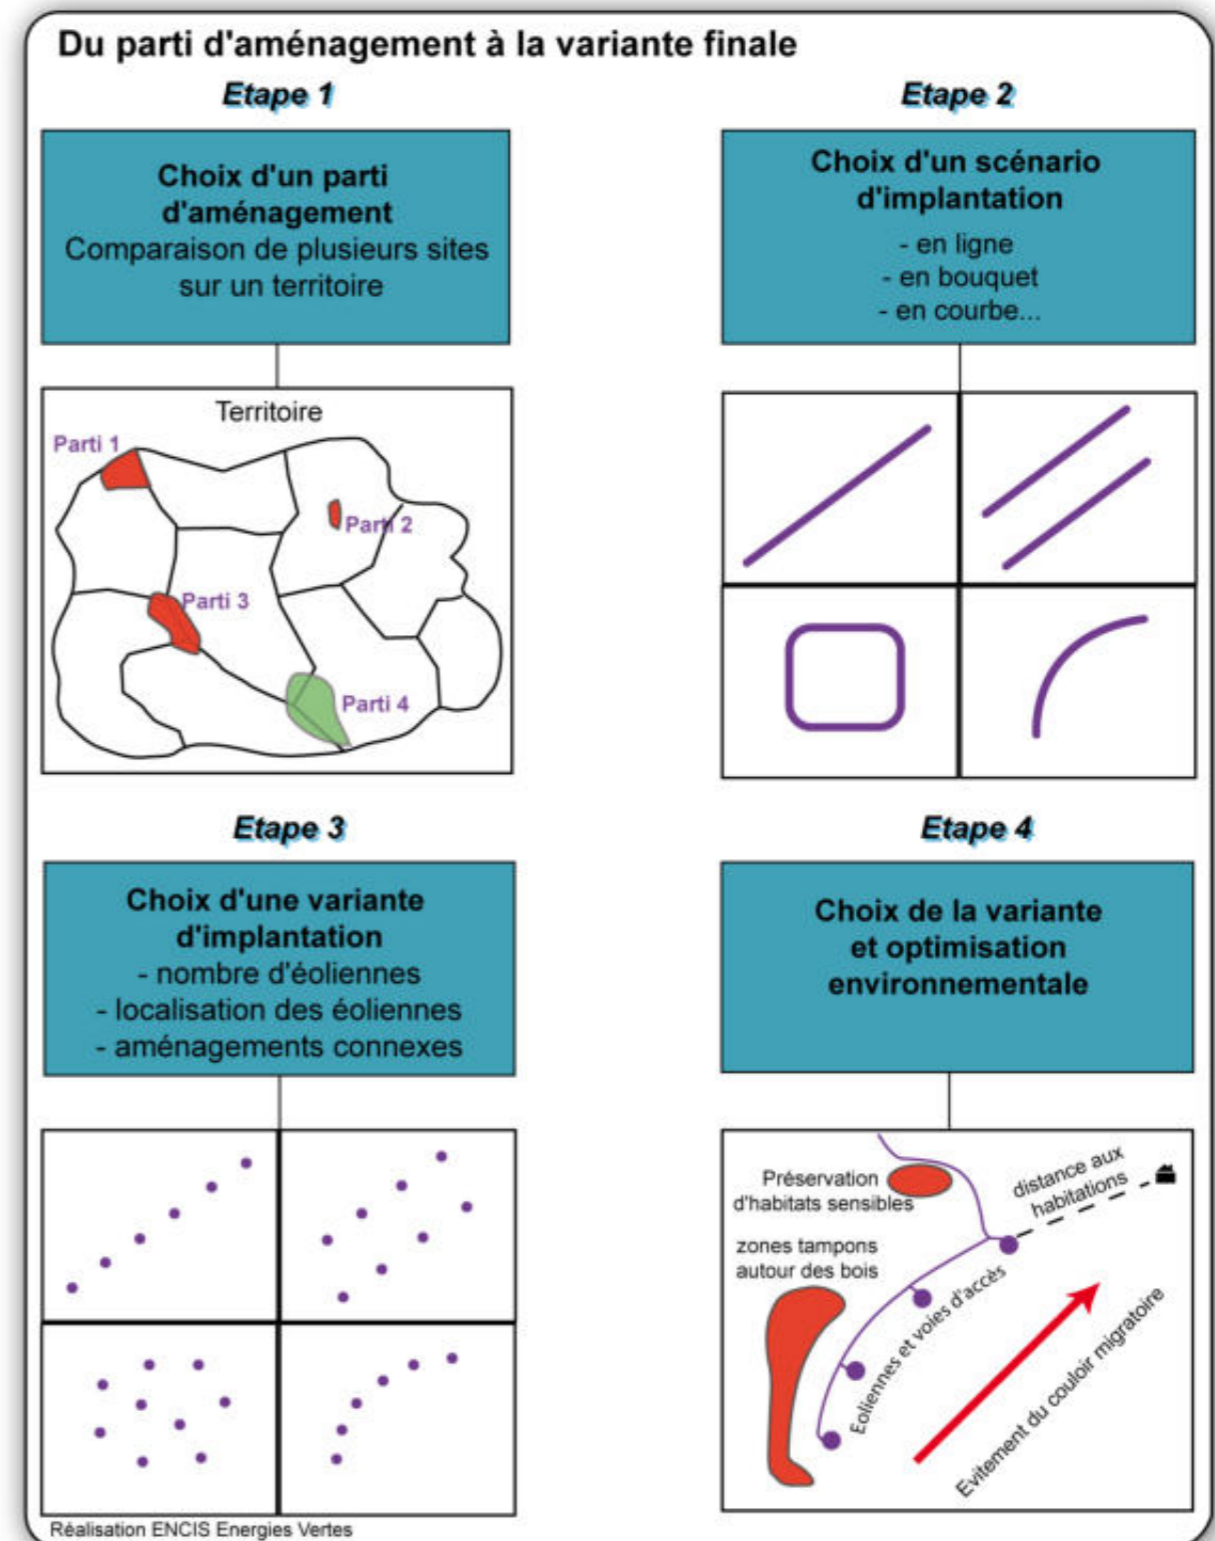 Du parti d'aménagement à la variante finale
Etape 1
Choix d'un parti
d'aménagement
Comparaison de plusieurs sites
sur un territoire
Territoire
Parti 1
Parti 2
Parti 3
Parti 4
Etape 2
Choix d'un scénario
d'implantation
- en ligne
- en bouquet
- en courbe...
Etape 3
Choix d'une variante
d'implantation
- nombre d'éoliennes
- localisation des éoliennes
- aménagements connexes
Etape 4
Choix de la variante
et optimisation
environnementale
Préservation
d'habitats sensibles
distance aux
habitations
zones tampons
autour des bois
Eoliennes et voies d'accès
Evitement du couloir migratoire
Réalisation ENCIS Energies Vertes